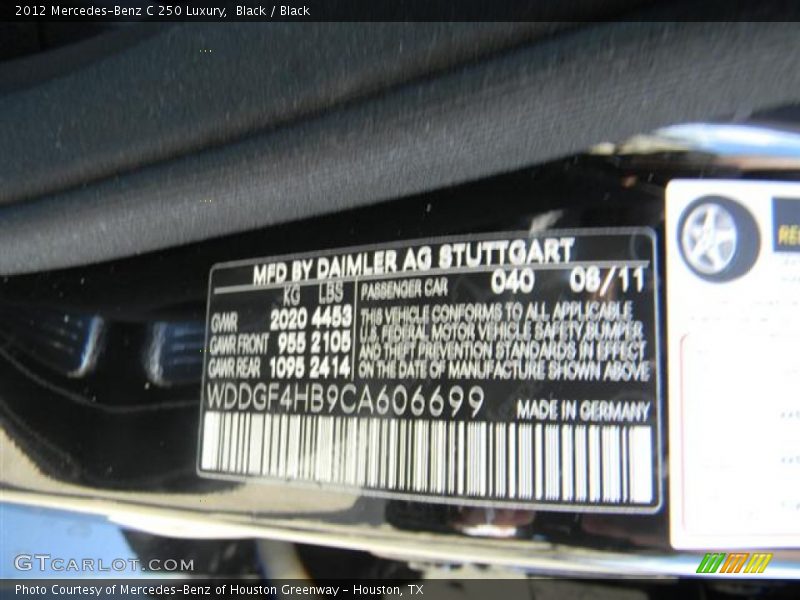 2012 Mercedes-Benz C 250 Luxury, Black / Black
MFD BY DAIMLER AG STUTTGART
KG LBS PASSENGER CAR 040 08/11
GVWR 2020 4453 THIS VEHICLE CONFORMS TO ALL APPLICABLE
U.S. FEDERAL MOTOR VEHICLE SAFETY BUMPER
GAWR FRONT 955 2105 AND THEFT PREVENTION STANDARDS IN EFFECT
GAWR REAR 1095 2414 ON THE DATE OF MANUFACTURE SHOWN ABOVE
WDDGF4HB9CA606699 MADE IN GERMANY
GTCARLOT.COM
Photo Courtesy of Mercedes-Benz of Houston Greenway - Houston, TX